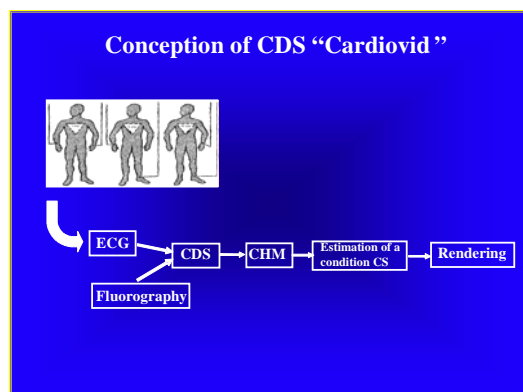 Conception of CDS “Cardiovid”
ECG
CDS
CHM
Estimation of a
condition CS
Rendering
Fluorography